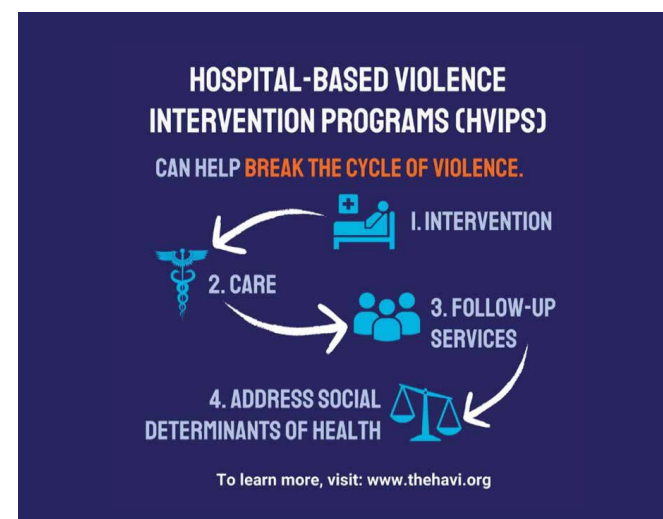 HOSPITAL-BASED VIOLENCE
INTERVENTION PROGRAMS (HVIPS)
CAN HELP BREAK THE CYCLE OF VIOLENCE.
1. INTERVENTION
2. CARE
3. FOLLOW-UP
SERVICES
4. ADDRESS SOCIAL
DETERMINANTS OF HEALTH
To learn more, visit: www.thehavi.org